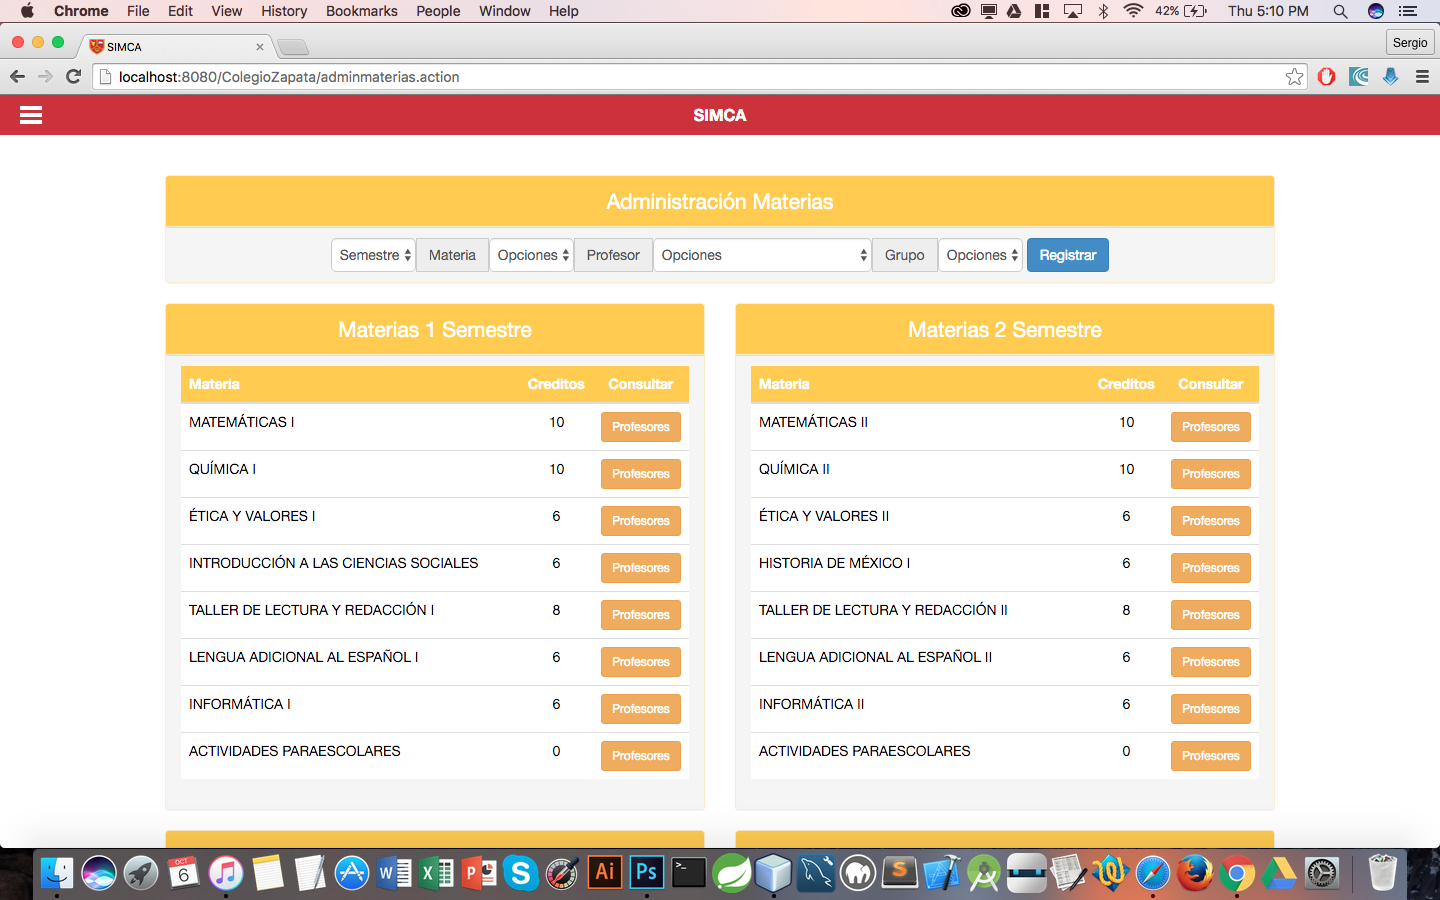 Chrome File Edit View History Bookmarks People Window Help 42% Thu 5:10 PM
SIMCA Sergio
localhost:8080/ColegioZapata/adminmaterias.action
SIMCA
Administración Materias
Semestre Materia Opciones Profesor Opciones Grupo Opciones Registrar
Materias 1 Semestre
Materia Creditos Consultar
MATEMÁTICAS I 10 Profesores
QUÍMICA I 10 Profesores
ÉTICA Y VALORES I 6 Profesores
INTRODUCCIÓN A LAS CIENCIAS SOCIALES 6 Profesores
TALLER DE LECTURA Y REDACCIÓN I 8 Profesores
LENGUA ADICIONAL AL ESPAÑOL I 6 Profesores
INFORMÁTICA I 6 Profesores
ACTIVIDADES PARAESCOLARES 0 Profesores
Materias 2 Semestre
Materia Creditos Consultar
MATEMÁTICAS II 10 Profesores
QUÍMICA II 10 Profesores
ÉTICA Y VALORES II 6 Profesores
HISTORIA DE MÉXICO I 6 Profesores
TALLER DE LECTURA Y REDACCIÓN II 8 Profesores
LENGUA ADICIONAL AL ESPAÑOL II 6 Profesores
INFORMÁTICA II 6 Profesores
ACTIVIDADES PARAESCOLARES 0 Profesores
OCT
6
W X P S Ai Ps >_ S